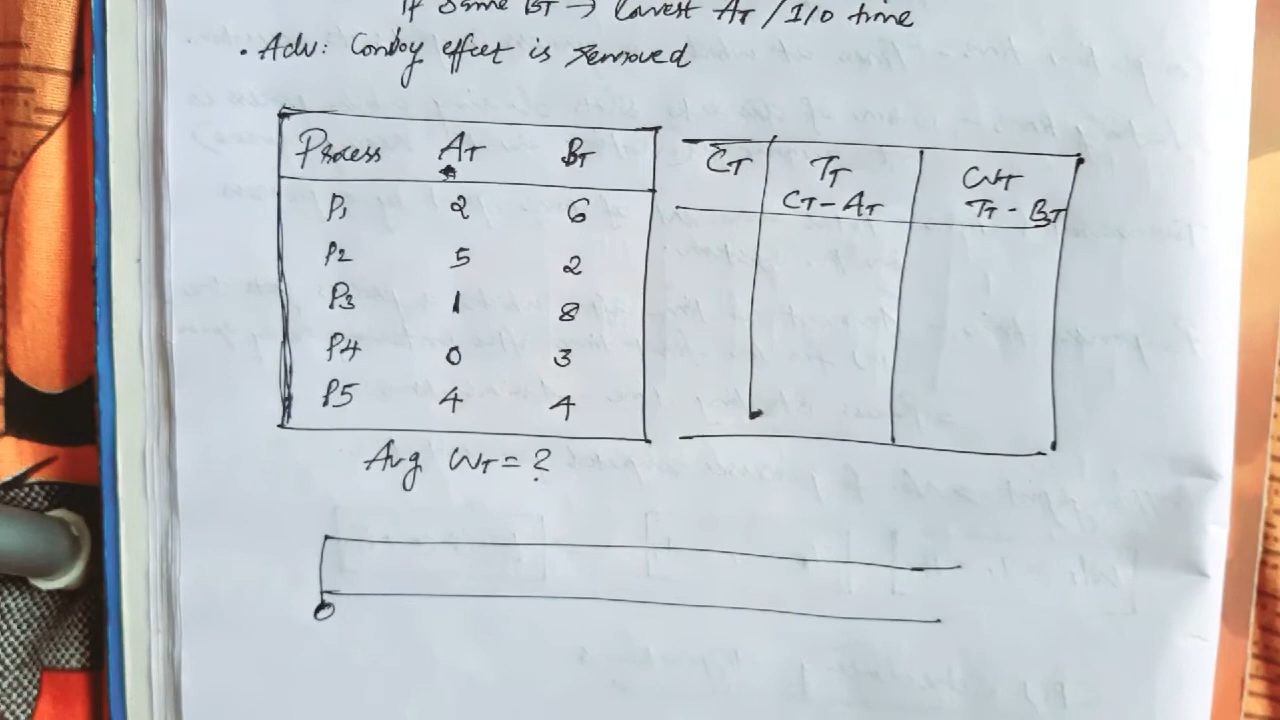 If Same BT → lowest AT / I/O time
• Adv: Convoy effect is removed
Process AT BT CT TT WT
CT - AT TT - BT
P1 2 6
P2 5 2
P3 1 8
P4 0 3
P5 4 4
Avg WT = ?
0